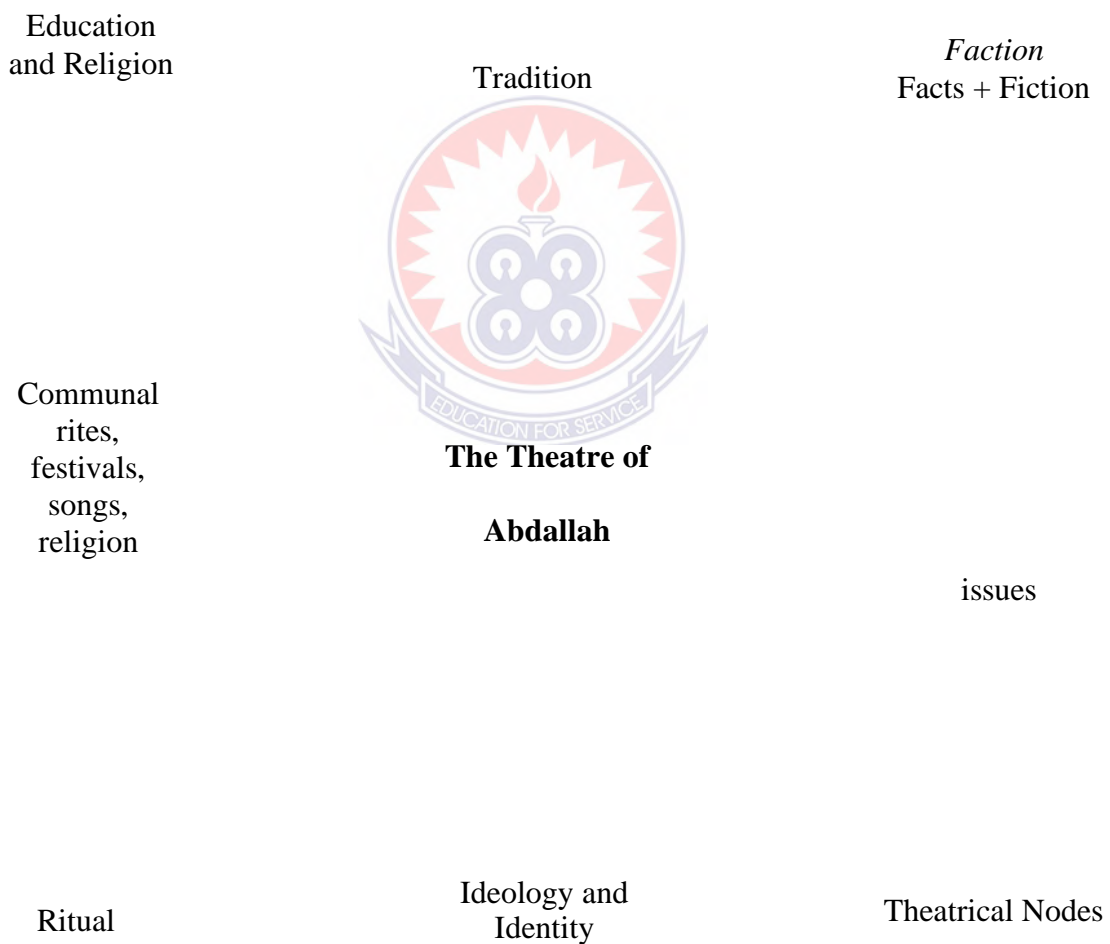 Education
and Religion
Tradition
Faction
Facts + Fiction
EDUCATION FOR SERVICE
Communal
rites,
festivals,
songs,
religion
The Theatre of
Abdallah
issues
Ritual
Ideology and
Identity
Theatrical Nodes